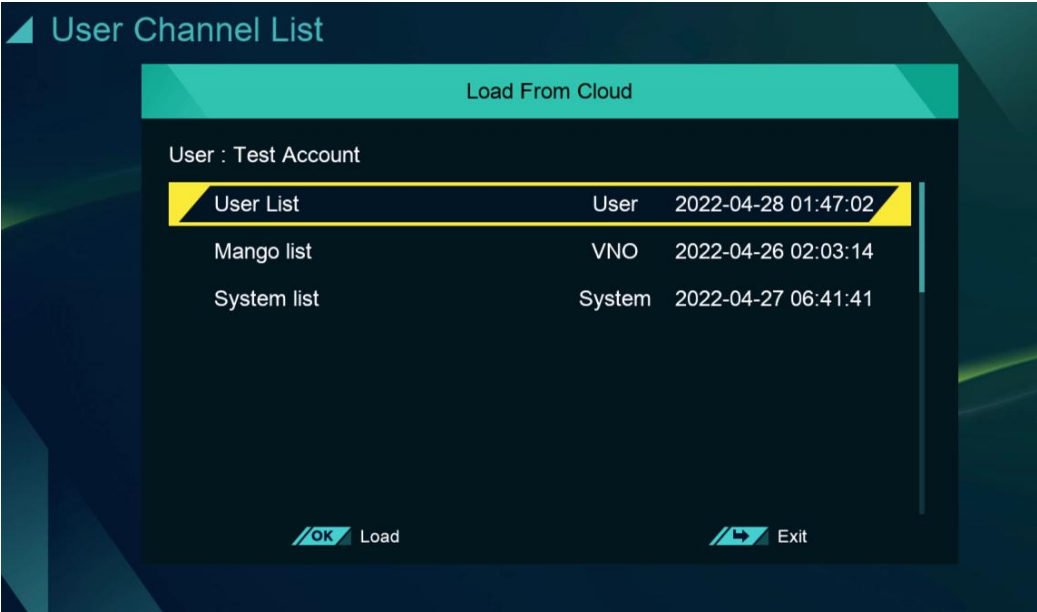 User Channel List
Load From Cloud
User : Test Account
User List User 2022-04-28 01:47:02
Mango list VNO 2022-04-26 02:03:14
System list System 2022-04-27 06:41:41
OK Load Exit